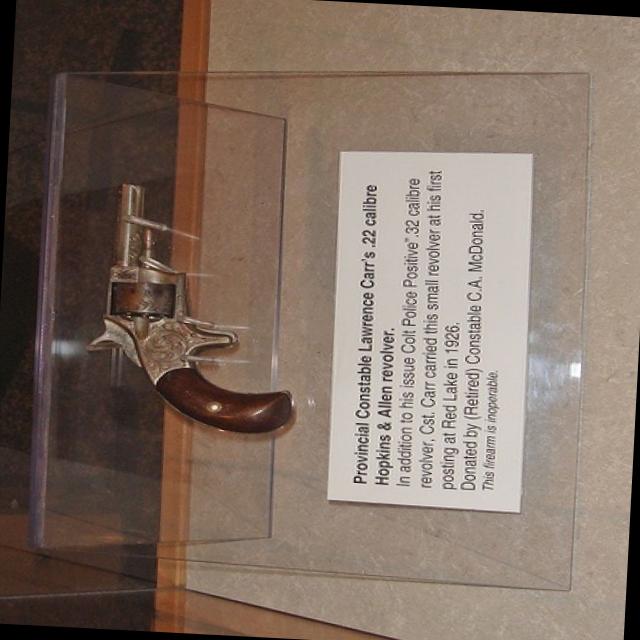 Provincial Constable Lawrence Carr's .22 calibre
Hopkins & Allen revolver.
In addition to his issue Colt Police Positive" .32 calibre
revolver, Cst. Carr carried this small revolver at his first
posting at Red Lake in 1926.
Donated by (Retired) Constable C.A. McDonald.
This firearm is inoperable.